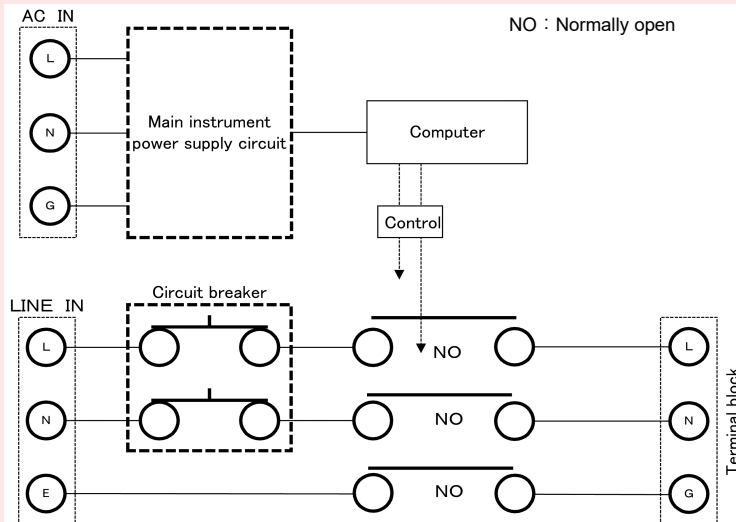 AC IN
NO：Normally open
L
N
G
Main instrument
power supply circuit
Computer
Control
LINE IN
Circuit breaker
L
NO
L
N
NO
N
E
NO
G
Terminal block